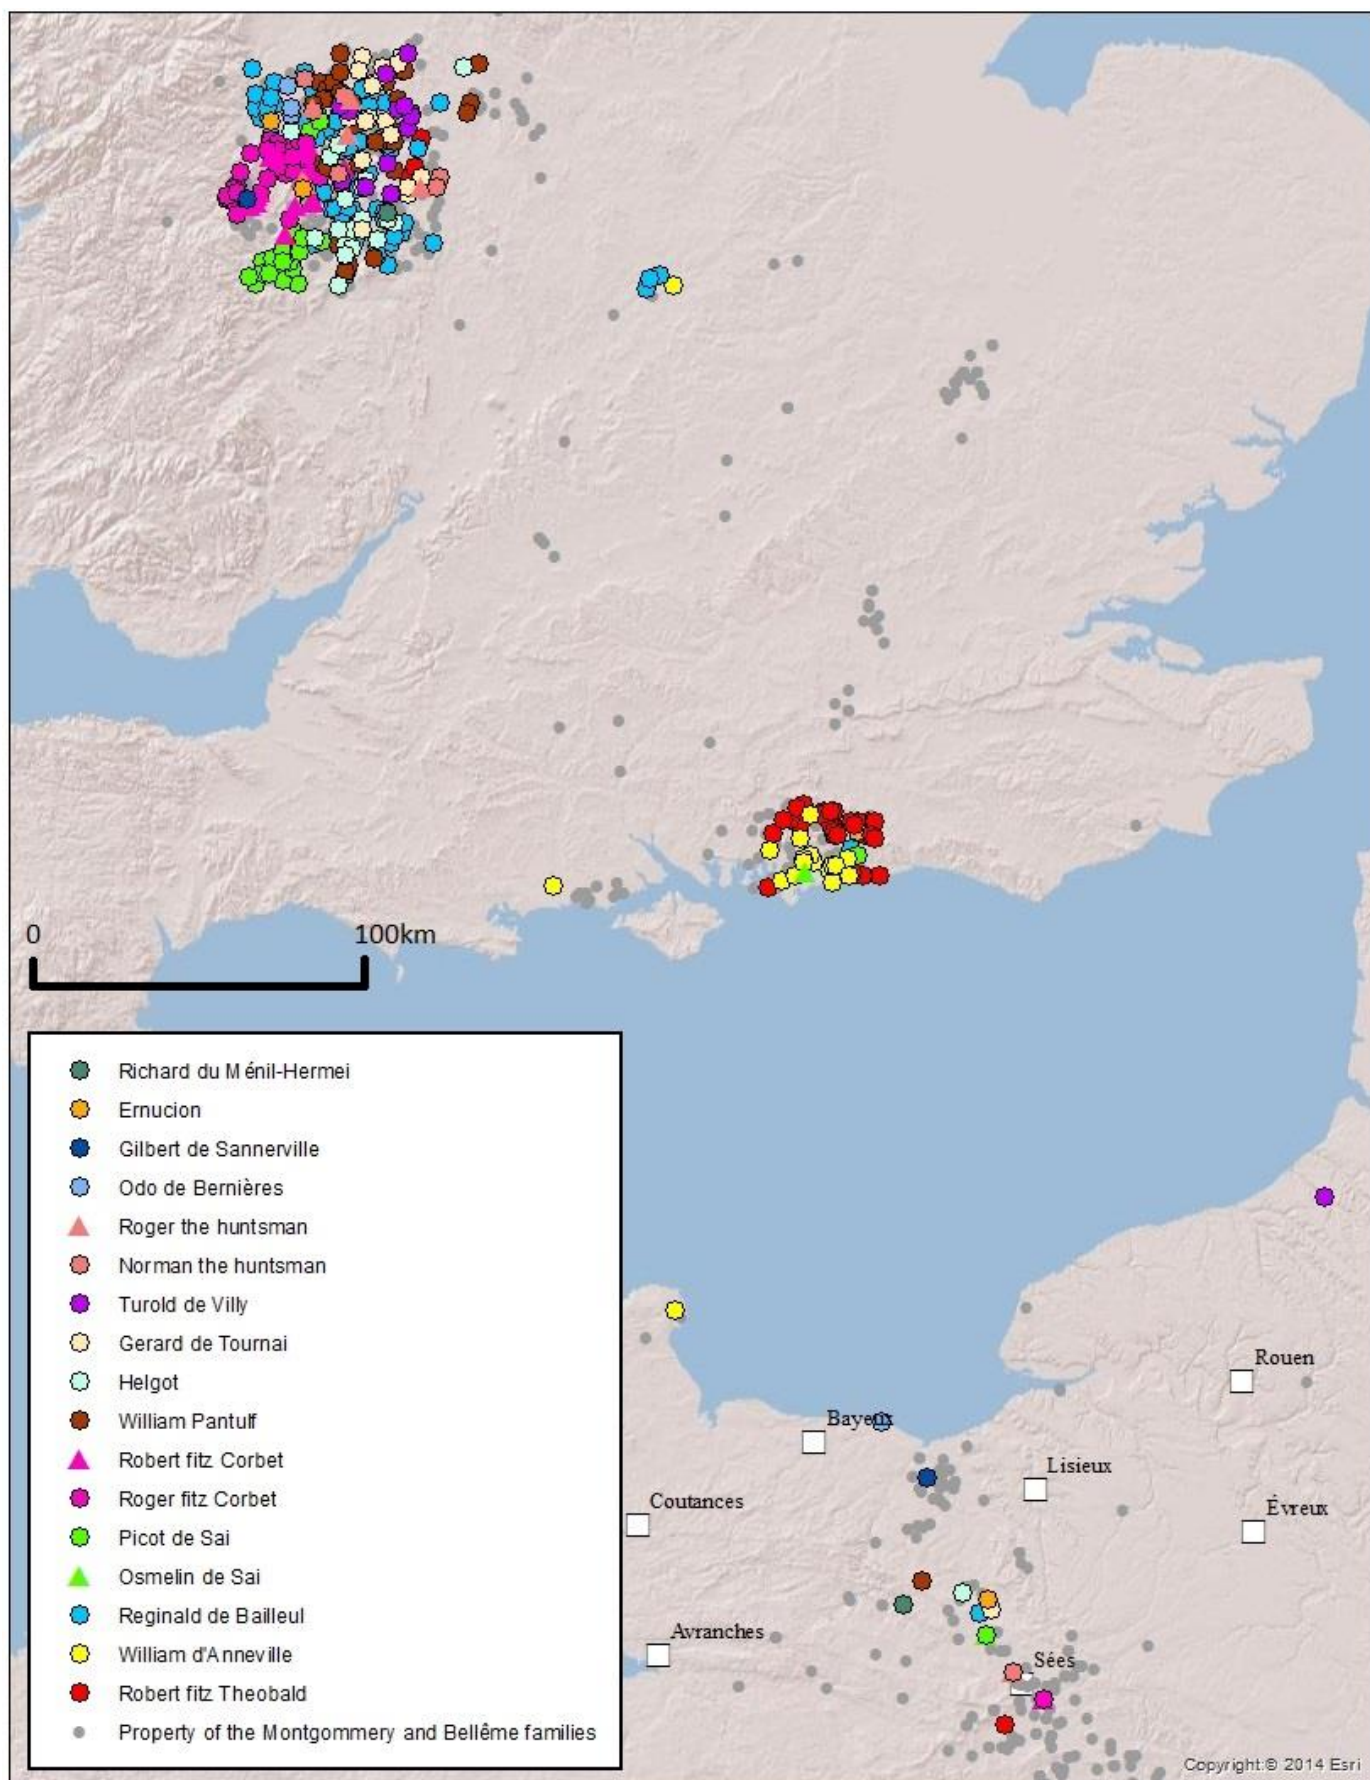 0 100km
Richard du Ménil-Hermei
Ernucion
Gilbert de Sannerville
Odo de Bernières
Roger the huntsman
Norman the huntsman
Turold de Villy
Gerard de Tournai
Helgot
William Pantulf
Robert fitz Corbet
Roger fitz Corbet
Picot de Sai
Osmelin de Sai
Reginald de Bailleul
William d'Anneville
Robert fitz Theobald
Property of the Montgommery and Bellême families
Rouen
Bayeux
Lisieux
Coutances
Évreux
Avranches
Sées
Copyright:© 2014 Esri